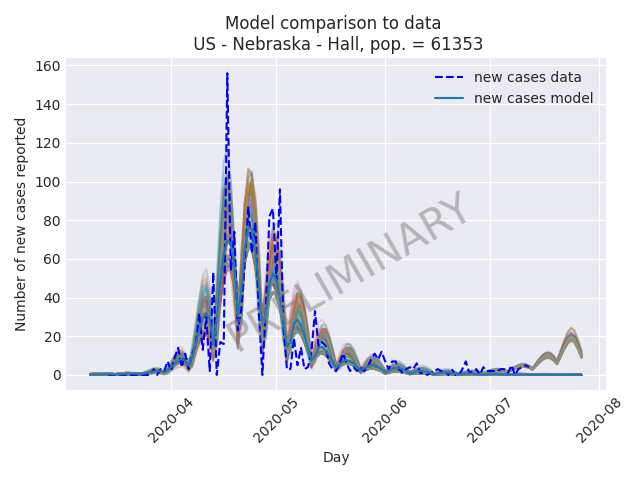 Model comparison to data
US - Nebraska - Hall, pop. = 61353
new cases data
new cases model
PRELIMINARY
Number of new cases reported
160
140
120
100
80
60
40
20
0
2020-04
2020-05
2020-06
2020-07
2020-08
Day